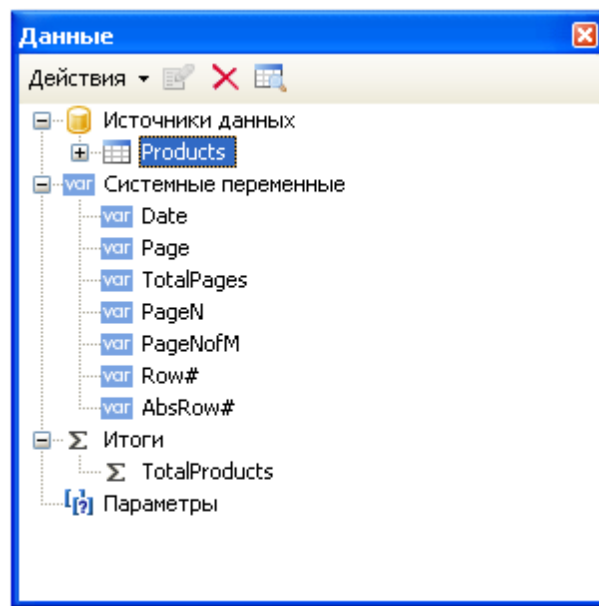 Данные
Действия
Источники данных
Products
var Системные переменные
var Date
var Page
var TotalPages
var PageN
var PageNofM
var Row#
var AbsRow#
Σ Итоги
Σ TotalProducts
[?] Параметры